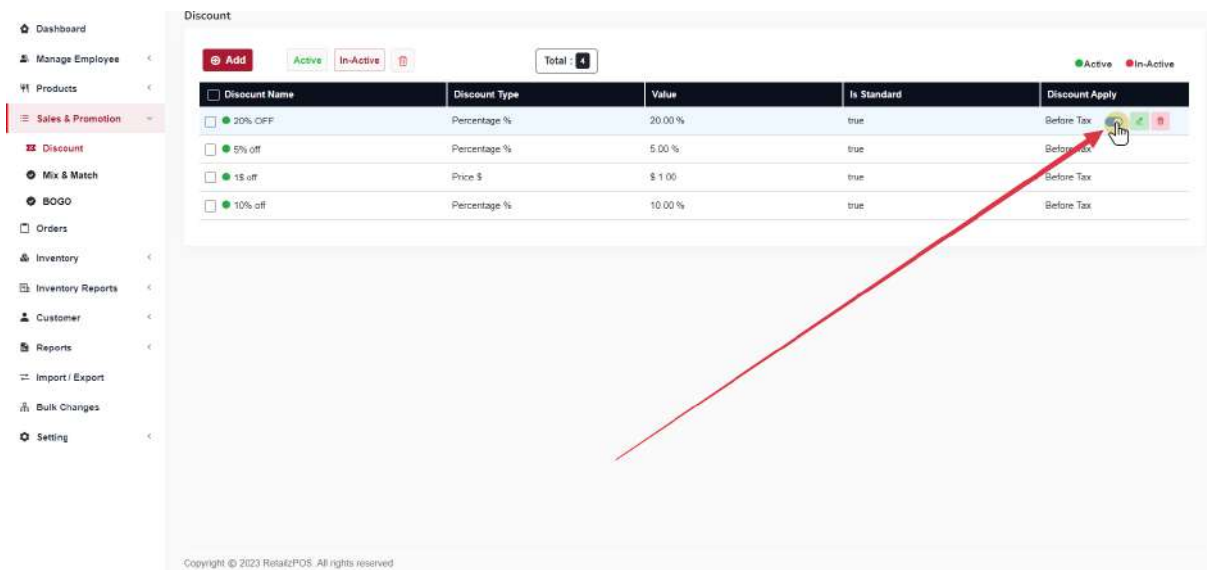 Discount
Dashboard
Manage Employee
Products
Sales & Promotion
Discount
Mix & Match
BOGO
Orders
Inventory
Inventory Reports
Customer
Reports
Import / Export
Bulk Changes
Setting
Add Active In-Active Total : 4
Active In-Active
Disocunt Name Discount Type Value Is Standard Discount Apply
20% OFF Percentage % 20.00 % true Before Tax
5% off Percentage % 5.00 % true Before Tax
1$ off Price $ $ 1.00 true Before Tax
10% off Percentage % 10.00 % true Before Tax
Copyright © 2023 RetailzPOS. All rights reserved